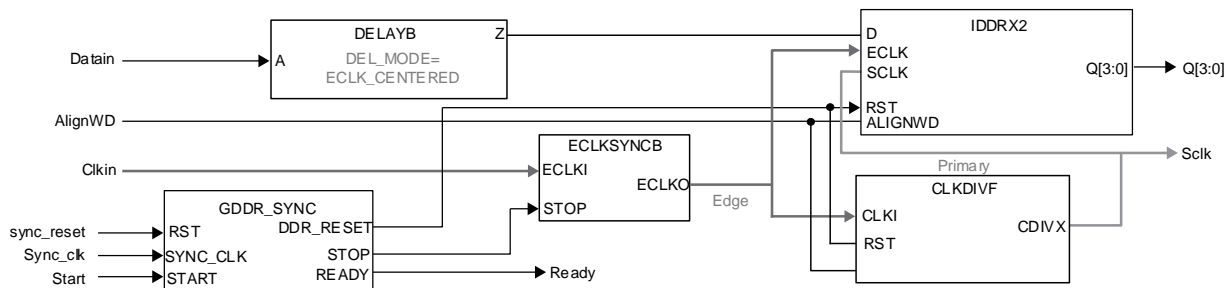 DELAYB
Z
IDDRX2
D
Datain
A
DEL_MODE=
ECLK_CENTERED
ECLK
SCLK
Q[3:0]
Q[3:0]
RST
AlignWD
ALIGNWD
ECLKSYNCB
Clkin
ECLKI
Sclk
Primary
ECLKO
Edge
CLKDIVF
GDDR_SYNC
STOP
CLKI
sync_reset
RST
DDR_RESET
CDIVX
RST
Sync_clk
SYNC_CLK
STOP
Start
START
READY
Ready